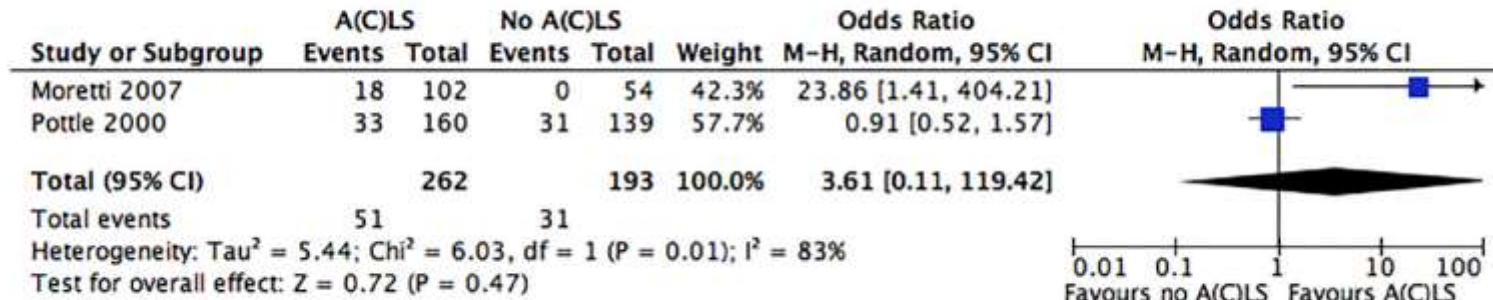 A(C)LS No A(C)LS Odds Ratio Odds Ratio
Study or Subgroup Events Total Events Total Weight M-H, Random, 95% CI M-H, Random, 95% CI
Moretti 2007 18 102 0 54 42.3% 23.86 [1.41, 404.21]
Pottle 2000 33 160 31 139 57.7% 0.91 [0.52, 1.57]
Total (95% CI) 262 193 100.0% 3.61 [0.11, 119.42]
Total events 51 31
Heterogeneity: Tau² = 5.44; Chi² = 6.03, df = 1 (P = 0.01); I² = 83%
Test for overall effect: Z = 0.72 (P = 0.47)
0.01 0.1 1 10 100
Favours no A(C)LS Favours A(C)LS